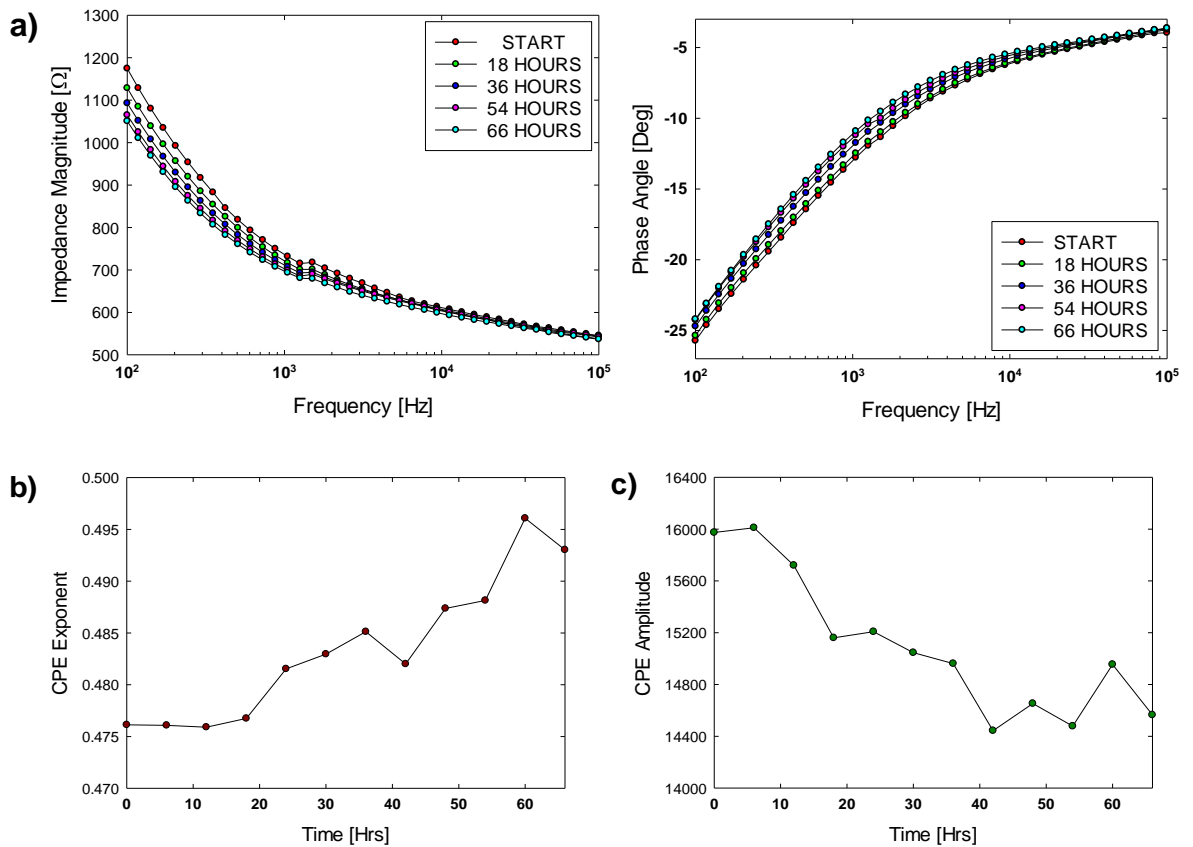 a)
1300
1200
1100
1000
900
800
700
600
500
Impedance Magnitude [Ω]
START
18 HOURS
36 HOURS
54 HOURS
66 HOURS
10² 10³ 10⁴ 10⁵
Frequency [Hz]
-5
-10
-15
-20
-25
Phase Angle [Deg]
START
18 HOURS
36 HOURS
54 HOURS
66 HOURS
10² 10³ 10⁴ 10⁵
Frequency [Hz]
b)
0.500
0.495
0.490
0.485
0.480
0.475
0.470
CPE Exponent
0 10 20 30 40 50 60
Time [Hrs]
c)
16400
16000
15600
15200
14800
14400
14000
CPE Amplitude
0 10 20 30 40 50 60
Time [Hrs]